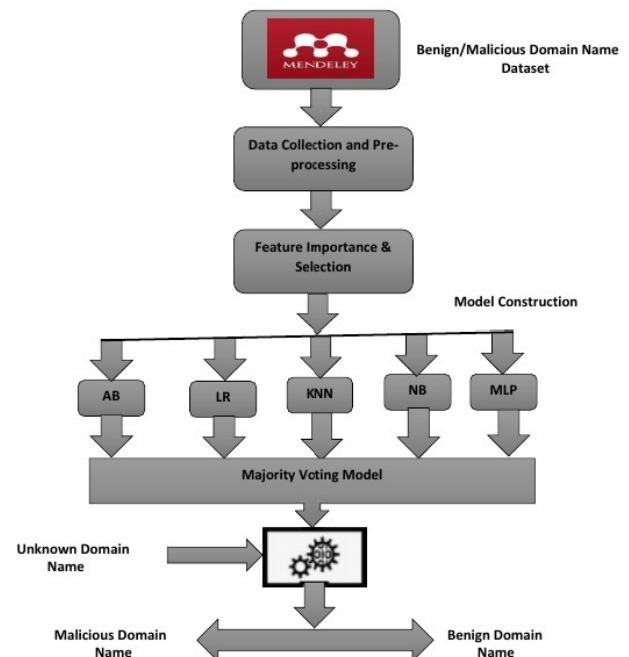 MENDELEY
Benign/Malicious Domain Name
Dataset
Data Collection and Pre-
processing
Feature Importance &
Selection
Model Construction
AB
LR
KNN
NB
MLP
Majority Voting Model
Unknown Domain
Name
Malicious Domain
Name
Benign Domain
Name